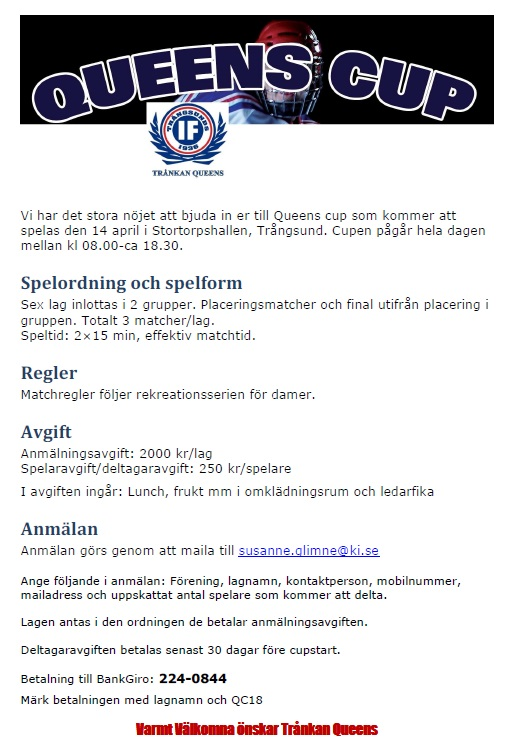 QUEENS CUP
TRÅNGSUNDS
IF
1936
TRÅNKAN QUEENS
Vi har det stora nöjet att bjuda in er till Queens cup som kommer att
spelas den 14 april i Stortorpshallen, Trångsund. Cupen pågår hela dagen
mellan kl 08.00-ca 18.30.
Spelordning och spelform
Sex lag inlottas i 2 grupper. Placeringsmatcher och final utifrån placering i
gruppen. Totalt 3 matcher/lag.
Speltid: 2×15 min, effektiv matchtid.
Regler
Matchregler följer rekreationsserien för damer.
Avgift
Anmälningsavgift: 2000 kr/lag
Spelaravgift/deltagaravgift: 250 kr/spelare
I avgiften ingår: Lunch, frukt mm i omklädningsrum och ledarfika
Anmälan
Anmälan görs genom att maila till susanne.glimne@ki.se
Ange följande i anmälan: Förening, lagnamn, kontaktperson, mobilnummer,
mailadress och uppskattat antal spelare som kommer att delta.
Lagen antas i den ordningen de betalar anmälningsavgiften.
Deltagaravgiften betalas senast 30 dagar före cupstart.
Betalning till BankGiro: 224-0844
Märk betalningen med lagnamn och QC18
Varmt Välkomna önskar Trånkan Queens